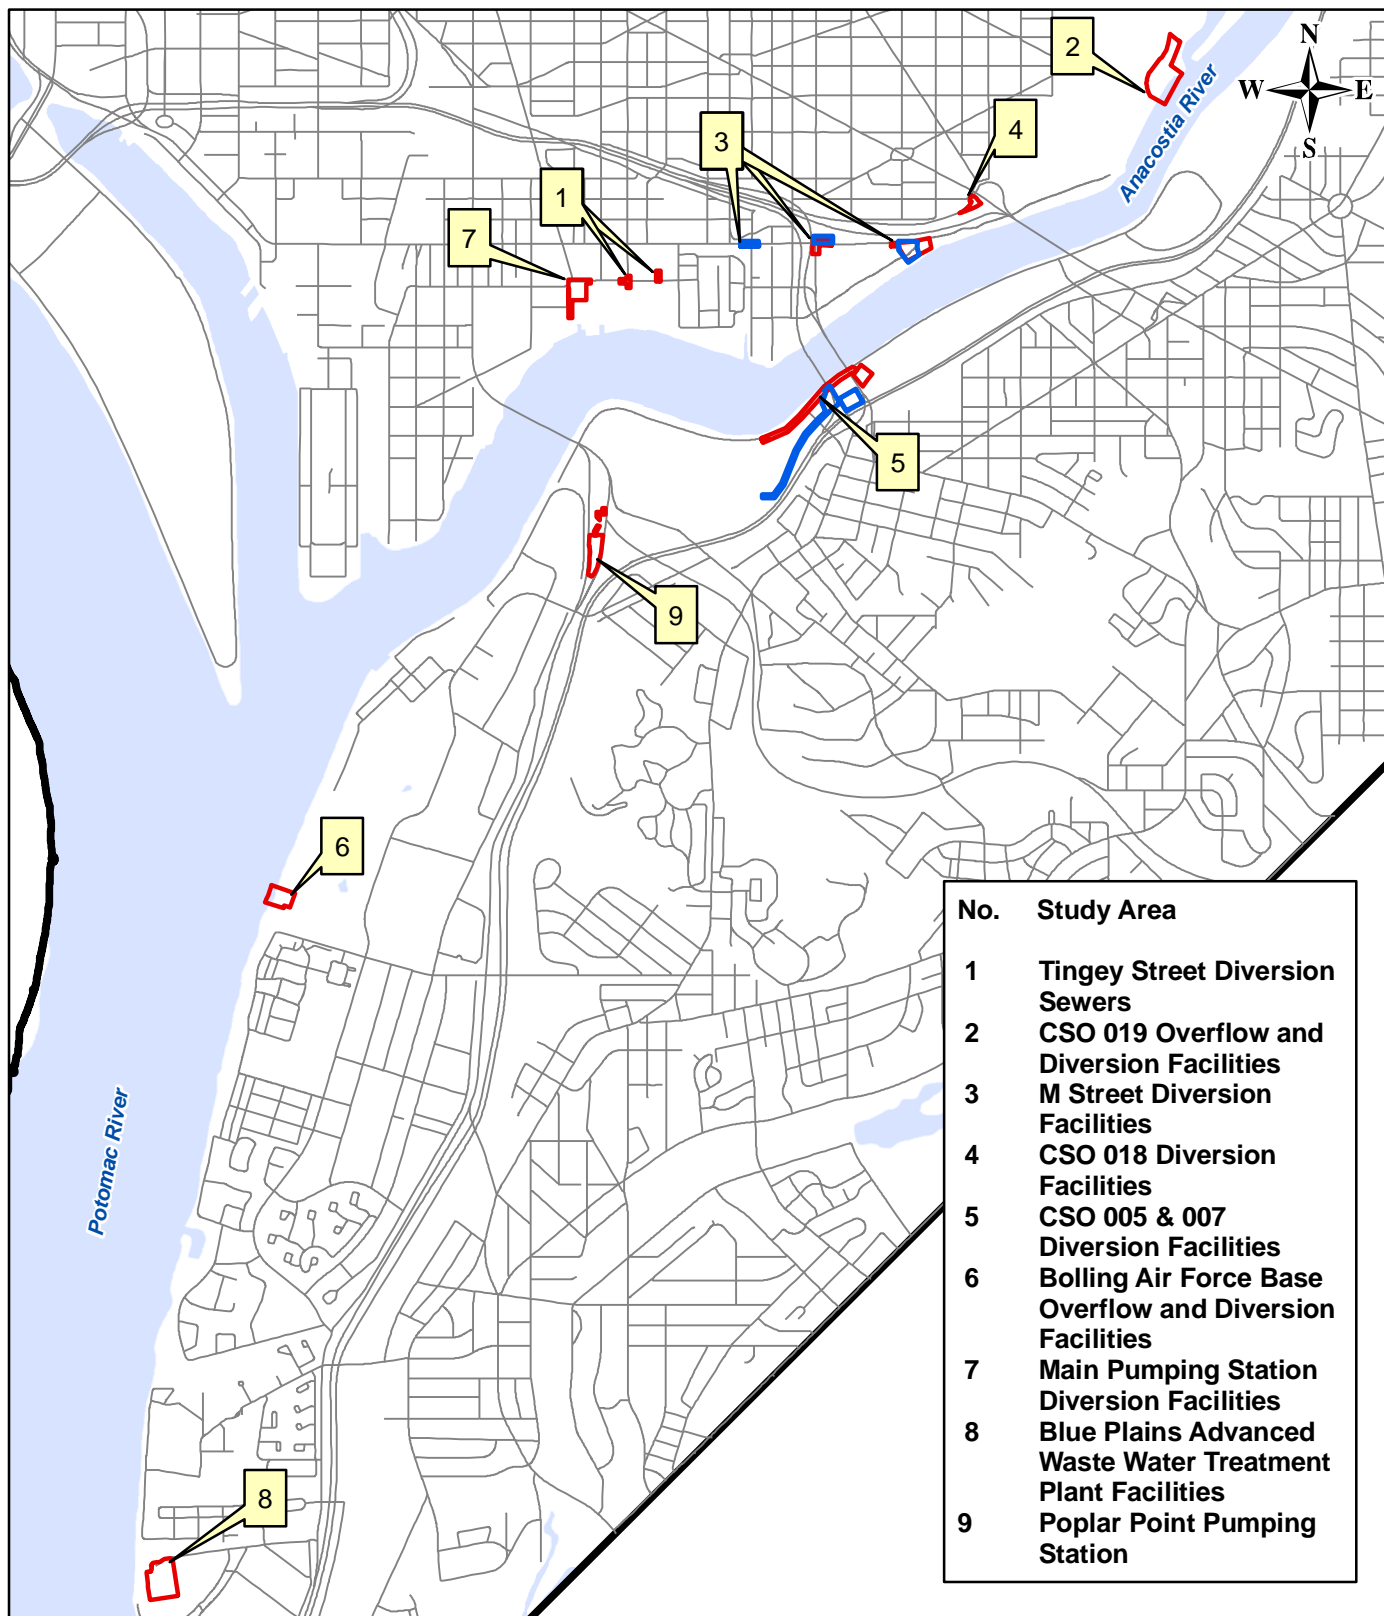 N
W E
S
2
Anacostia River
4
3
1
7
5
9
6
Potomac River
8
No. Study Area
1 Tingey Street Diversion
Sewers
2 CSO 019 Overflow and
Diversion Facilities
3 M Street Diversion
Facilities
4 CSO 018 Diversion
Facilities
5 CSO 005 & 007
Diversion Facilities
6 Bolling Air Force Base
Overflow and Diversion
Facilities
7 Main Pumping Station
Diversion Facilities
8 Blue Plains Advanced
Waste Water Treatment
Plant Facilities
9 Poplar Point Pumping
Station